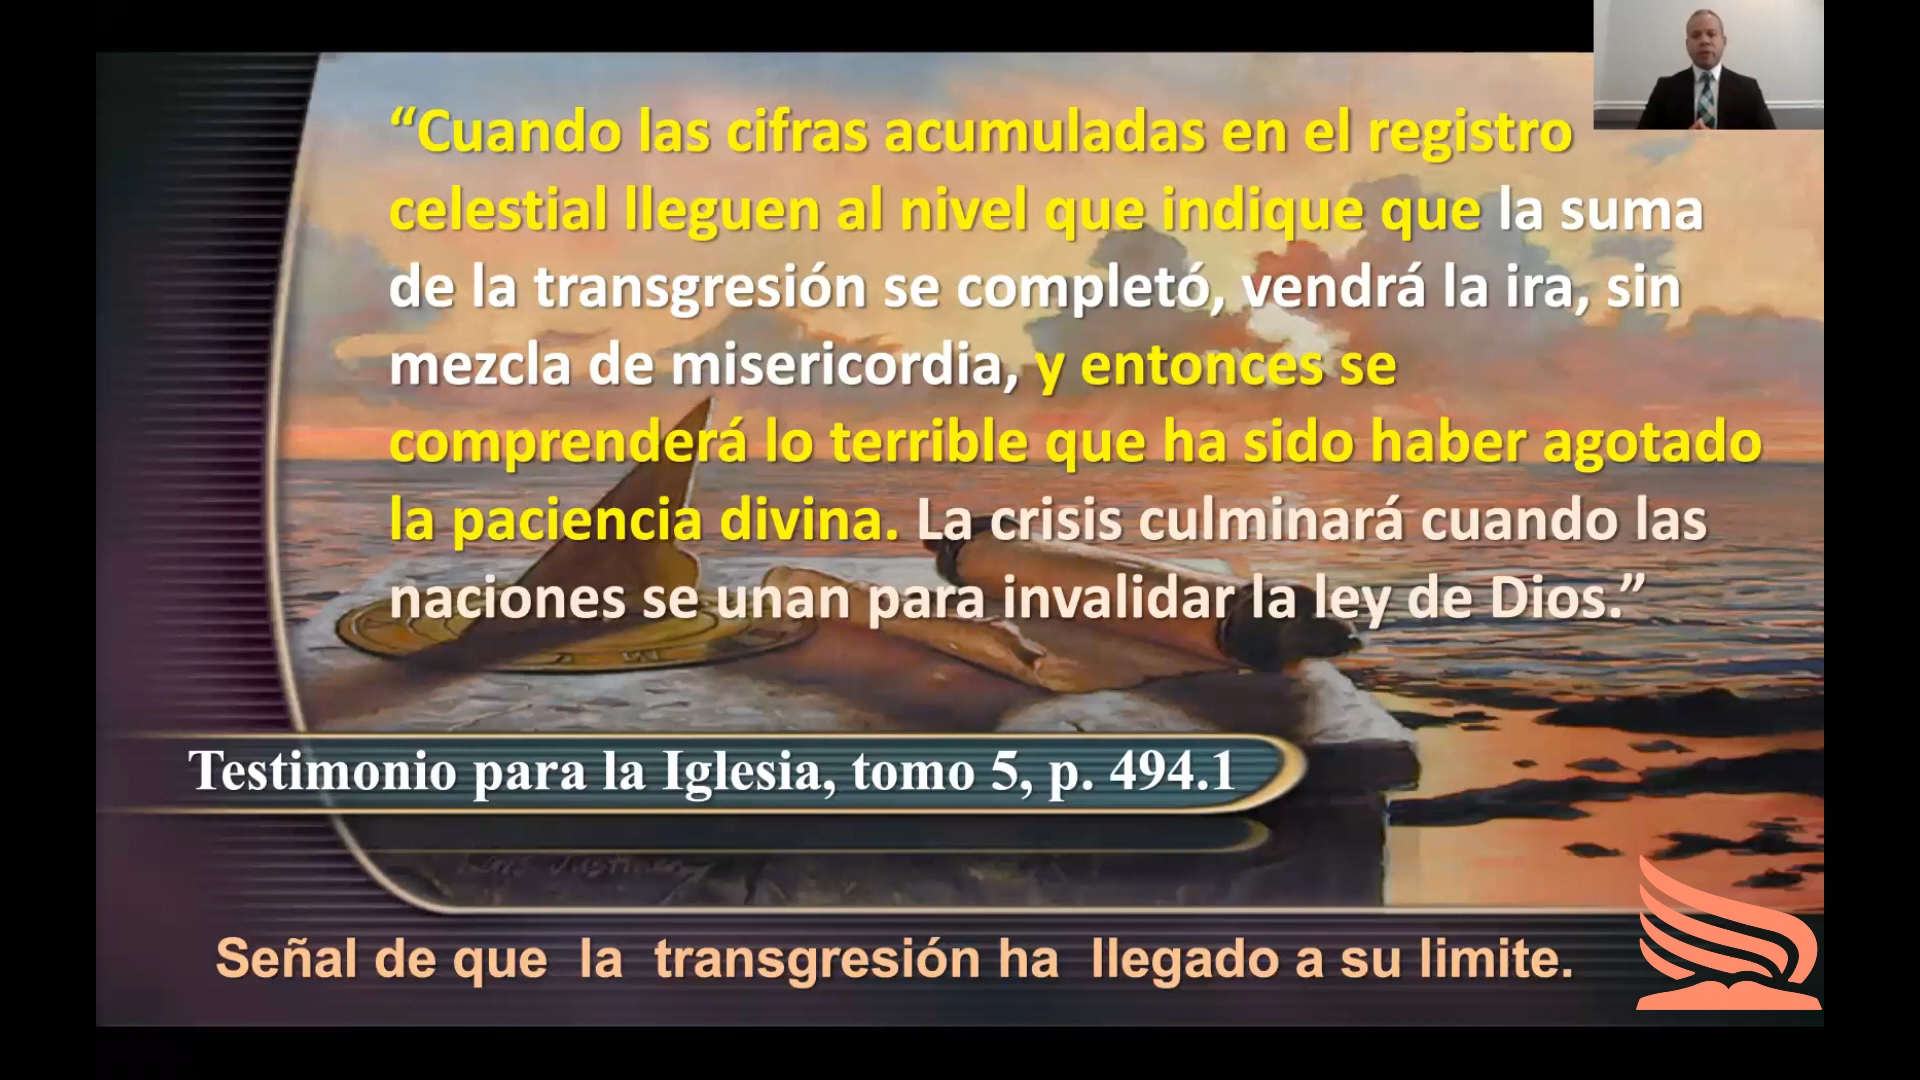 “Cuando las cifras acumuladas en el registro
celestial lleguen al nivel que indique que la suma
de la transgresión se completó, vendrá la ira, sin
mezcla de misericordia, y entonces se
comprenderá lo terrible que ha sido haber agotado
la paciencia divina. La crisis culminará cuando las
naciones se unan para invalidar la ley de Dios.”
Testimonio para la Iglesia, tomo 5, p. 494.1
Señal de que la transgresión ha llegado a su limite.